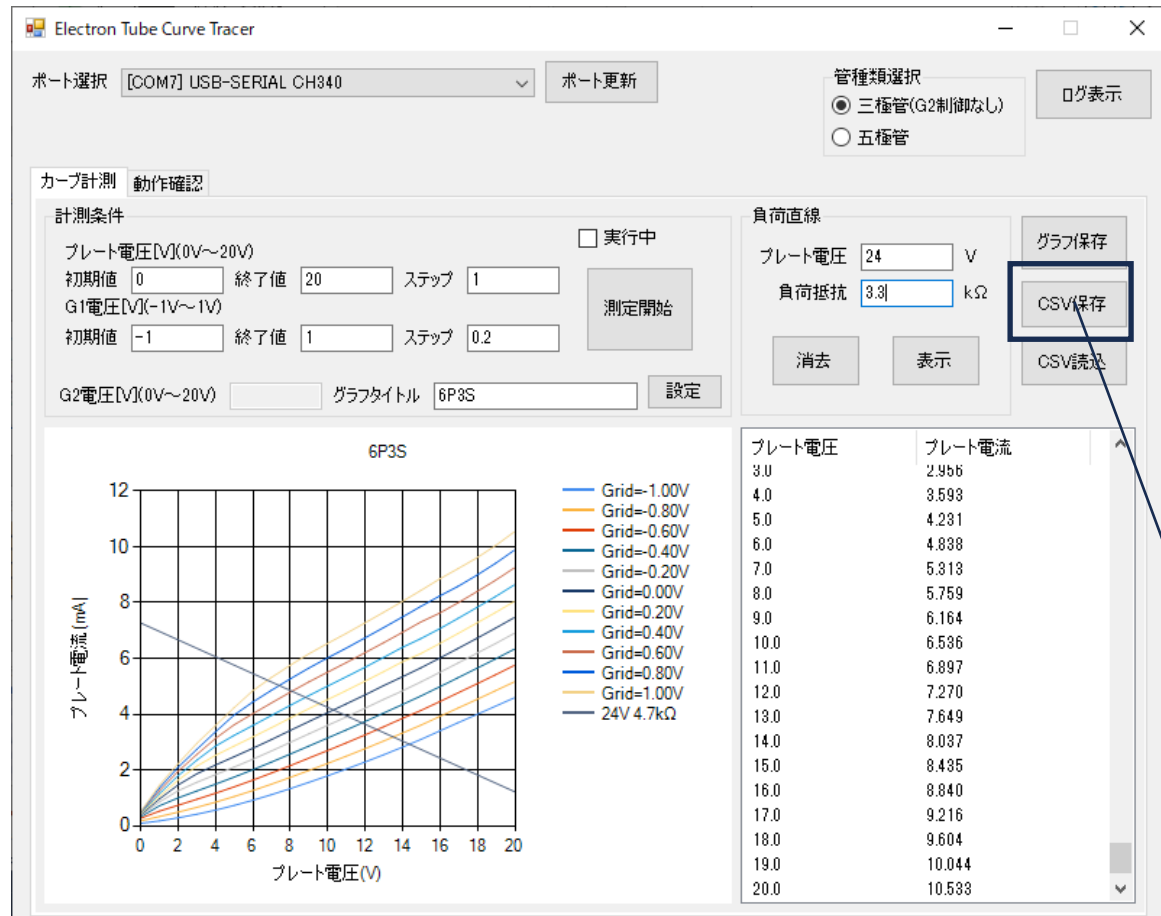 Electron Tube Curve Tracer
ポート選択 [COM7] USB-SERIAL CH340 ポート更新
管種類選択
三極管(G2制御なし)
五極管
ログ表示
カーブ計測 動作確認
計測条件
プレート電圧[V](0V～20V)
初期値 0 終了値 20 ステップ 1
G1電圧[V](-1V～1V)
初期値 -1 終了値 1 ステップ 0.2
実行中
測定開始
G2電圧[V](0V～20V) グラフタイトル 6P3S 設定
負荷直線
プレート電圧 24 V
負荷抵抗 3.3 kΩ
消去 表示
グラフ保存
CSV保存
CSV読込
6P3S
12
10
8
6
4
2
0
0 2 4 6 8 10 12 14 16 18 20
プレート電流(mA)
プレート電圧(V)
Grid=-1.00V
Grid=-0.80V
Grid=-0.60V
Grid=-0.40V
Grid=-0.20V
Grid=0.00V
Grid=0.20V
Grid=0.40V
Grid=0.60V
Grid=0.80V
Grid=1.00V
24V 4.7kΩ
プレート電圧 プレート電流
3.0 2.956
4.0 3.593
5.0 4.231
6.0 4.838
7.0 5.313
8.0 5.759
9.0 6.164
10.0 6.536
11.0 6.897
12.0 7.270
13.0 7.649
14.0 8.037
15.0 8.435
16.0 8.840
17.0 9.216
18.0 9.604
19.0 10.044
20.0 10.533